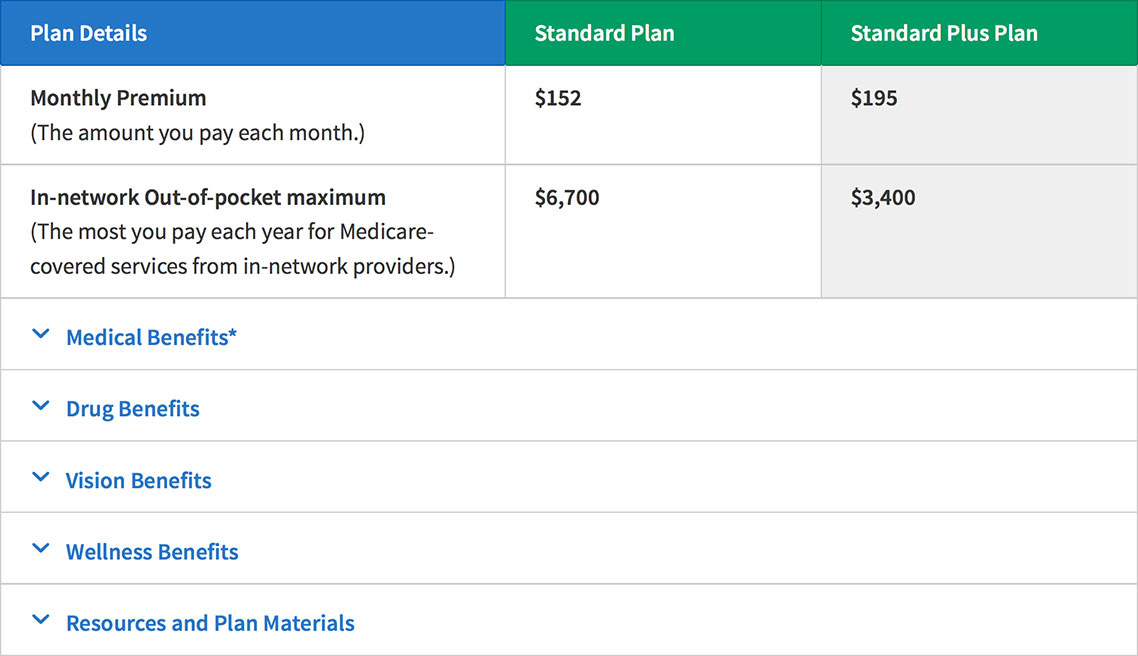 Plan Details Standard Plan Standard Plus Plan
Monthly Premium $152 $195
(The amount you pay each month.)
In-network Out-of-pocket maximum $6,700 $3,400
(The most you pay each year for Medicare-
covered services from in-network providers.)
Medical Benefits*
Drug Benefits
Vision Benefits
Wellness Benefits
Resources and Plan Materials